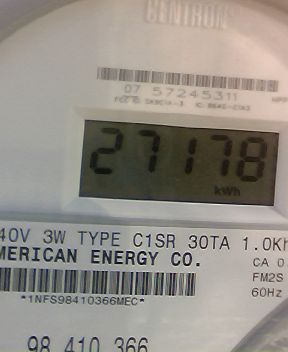 CENTRON
07 57245311
27178
kWh
40V 3W TYPE C1SR 30TA 1.0Kh
MERICAN ENERGY CO.
CA 0
FM2S
60Hz
*1NFS98410366MEC*
98 410 366